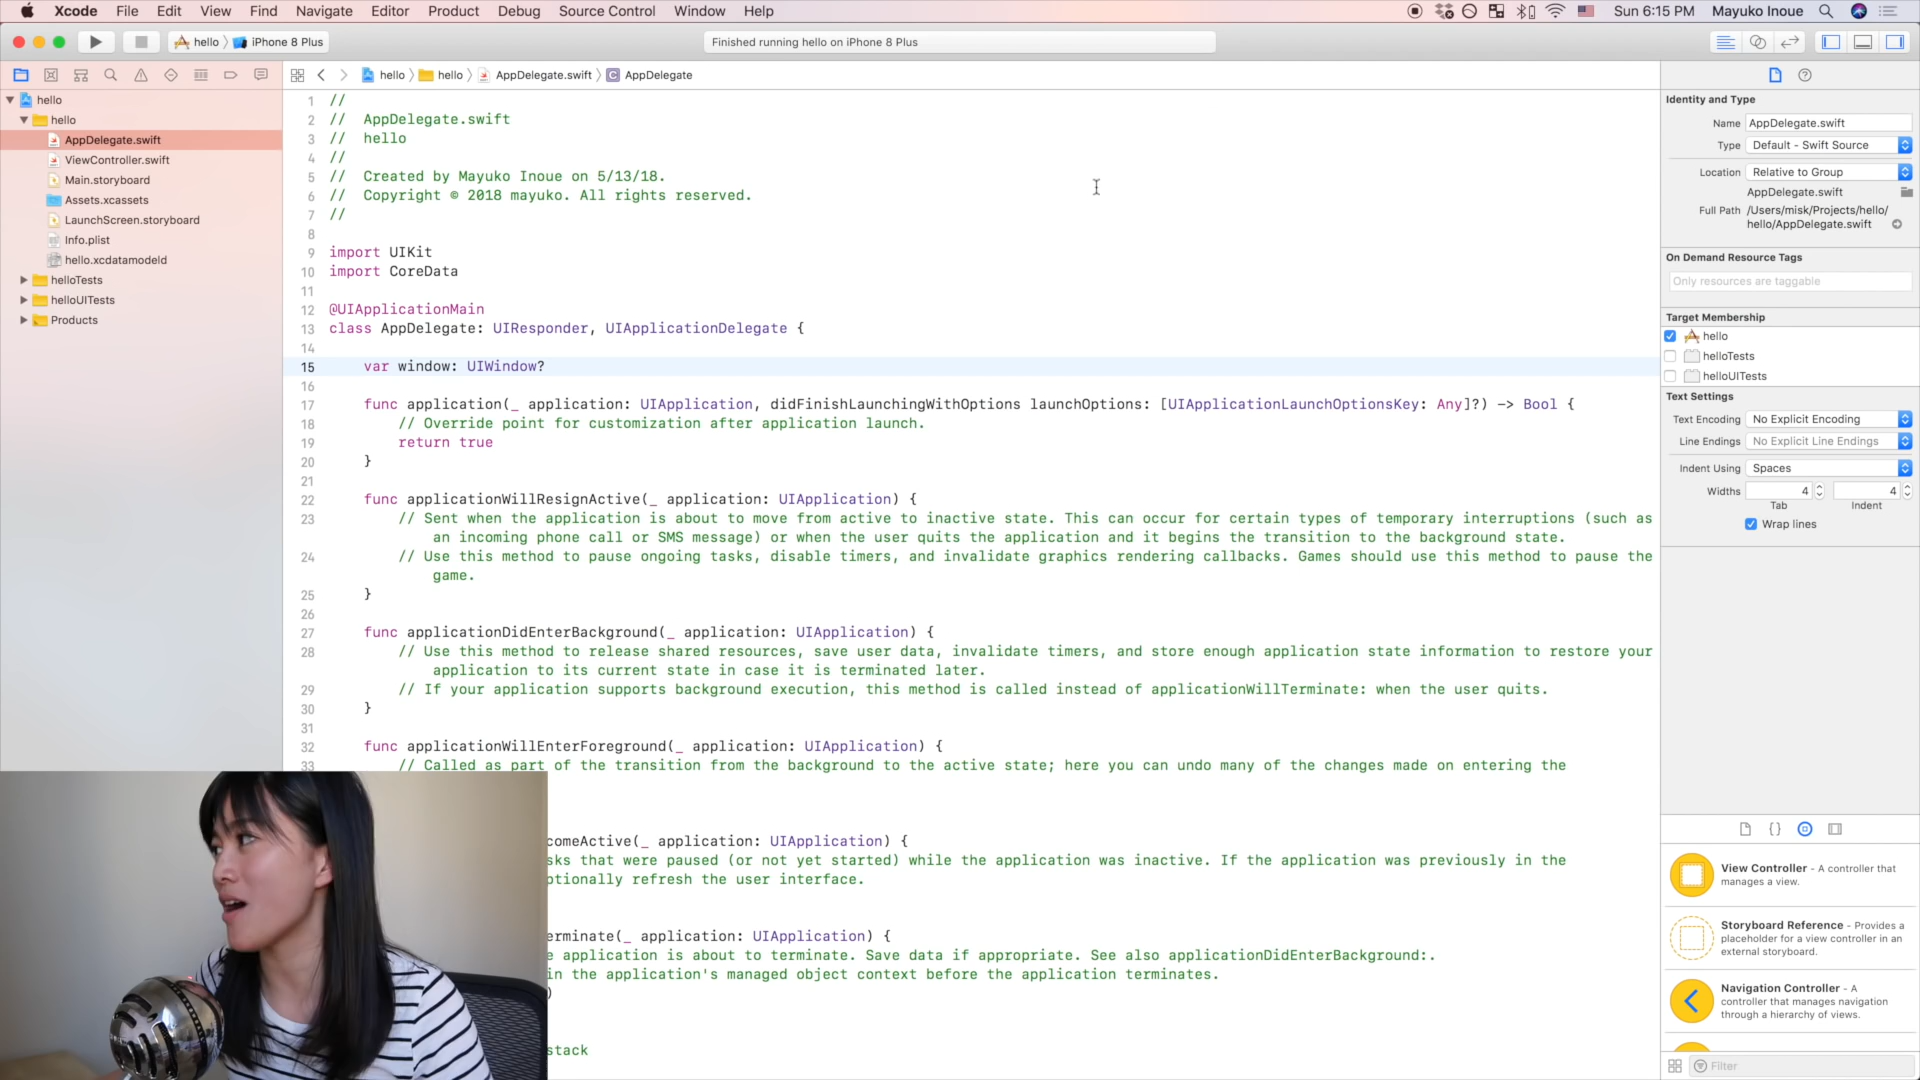 Xcode File Edit View Find Navigate Editor Product Debug Source Control Window Help
Sun 6:15 PM Mayuko Inoue
hello iPhone 8 Plus
Finished running hello on iPhone 8 Plus
hello hello AppDelegate.swift AppDelegate
hello
hello
AppDelegate.swift
ViewController.swift
Main.storyboard
Assets.xcassets
LaunchScreen.storyboard
Info.plist
hello.xcdatamodeld
helloTests
helloUITests
Products
1 //
2 // AppDelegate.swift
3 // hello
4 //
5 // Created by Mayuko Inoue on 5/13/18.
6 // Copyright © 2018 mayuko. All rights reserved.
7 //
8
9 import UIKit
10 import CoreData
11
12 @UIApplicationMain
13 class AppDelegate: UIResponder, UIApplicationDelegate {
14
15 var window: UIWindow?
16
17 func application(_ application: UIApplication, didFinishLaunchingWithOptions launchOptions: [UIApplicationLaunchOptionsKey: Any]?) -> Bool {
18 // Override point for customization after application launch.
19 return true
20 }
21
22 func applicationWillResignActive(_ application: UIApplication) {
23 // Sent when the application is about to move from active to inactive state. This can occur for certain types of temporary interruptions (such as
an incoming phone call or SMS message) or when the user quits the application and it begins the transition to the background state.
24 // Use this method to pause ongoing tasks, disable timers, and invalidate graphics rendering callbacks. Games should use this method to pause the
game.
25 }
26
27 func applicationDidEnterBackground(_ application: UIApplication) {
28 // Use this method to release shared resources, save user data, invalidate timers, and store enough application state information to restore your
application to its current state in case it is terminated later.
29 // If your application supports background execution, this method is called instead of applicationWillTerminate: when the user quits.
30 }
31
32 func applicationWillEnterForeground(_ application: UIApplication) {
33 // Called as part of the transition from the background to the active state; here you can undo many of the changes made on entering the
comeActive(_ application: UIApplication) {
sks that were paused (or not yet started) while the application was inactive. If the application was previously in the
ptionally refresh the user interface.
erminate(_ application: UIApplication) {
e application is about to terminate. Save data if appropriate. See also applicationDidEnterBackground:.
in the application's managed object context before the application terminates.
)
stack
Identity and Type
Name AppDelegate.swift
Type Default - Swift Source
Location Relative to Group
AppDelegate.swift
Full Path /Users/misk/Projects/hello/
hello/AppDelegate.swift
On Demand Resource Tags
Only resources are taggable
Target Membership
hello
helloTests
helloUITests
Text Settings
Text Encoding No Explicit Encoding
Line Endings No Explicit Line Endings
Indent Using Spaces
Widths 4 4
Tab Indent
Wrap lines
View Controller - A controller that
manages a view.
Storyboard Reference - Provides a
placeholder for a view controller in an
external storyboard.
Navigation Controller - A
controller that manages navigation
through a hierarchy of views.
Filter